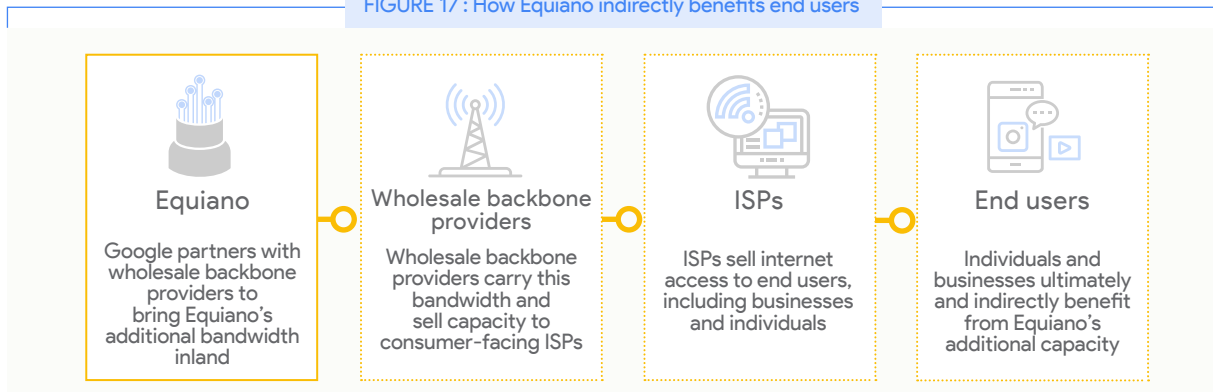 FIGURE 17 : How Equiano indirectly benefits end users
Equiano
Google partners with
wholesale backbone
providers to
bring Equiano's
additional bandwidth
inland
Wholesale backbone
providers
Wholesale backbone
providers carry this
bandwidth and
sell capacity to
consumer-facing ISPs
ISPs
ISPs sell internet
access to end users,
including businesses
and individuals
End users
Individuals and
businesses ultimately
and indirectly benefit
from Equiano's
additional capacity